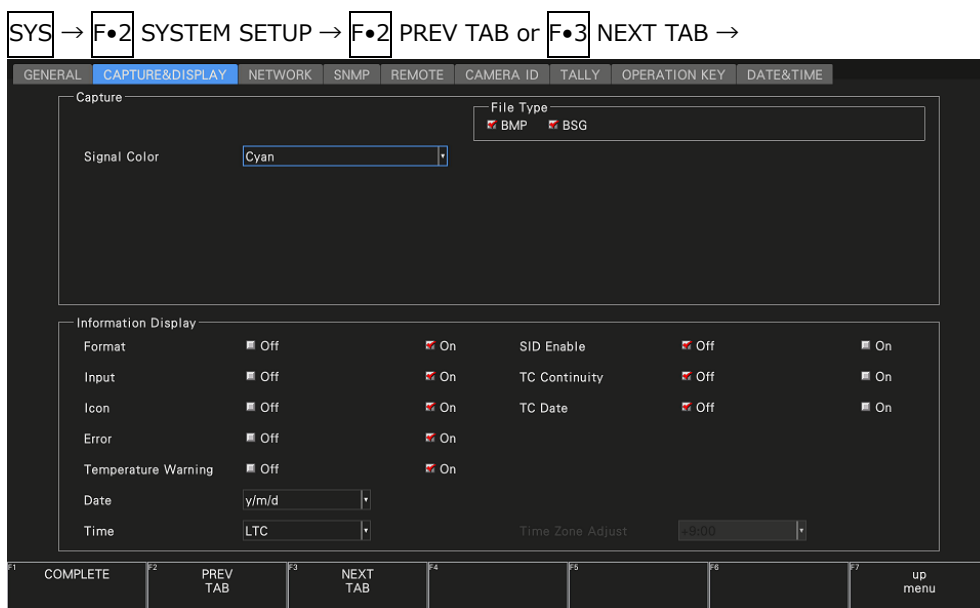 SYS → F•2 SYSTEM SETUP → F•2 PREV TAB or F•3 NEXT TAB →
GENERAL CAPTURE&DISPLAY NETWORK SNMP REMOTE CAMERA ID TALLY OPERATION KEY DATE&TIME
Capture
File Type
BMP BSG
Signal Color Cyan
Information Display
Format Off On SID Enable Off On
Input Off On TC Continuity Off On
Icon Off On TC Date Off On
Error Off On
Temperature Warning Off On
Date y/m/d
Time LTC Time Zone Adjust +9:00
F1 COMPLETE F2 PREV F3 NEXT F4 F5 F6 F7 up
TAB TAB menu